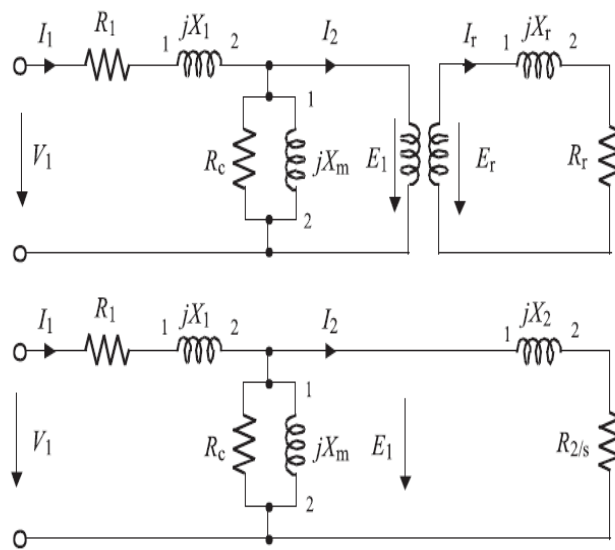 I1 R1 1 jX1 2 I2 Ir 1 jXr 2
1
V1 Rc jXm E1 Er Rr
2
I1 R1 1 jX1 2 I2 1 jX2 2
1
V1 Rc jXm E1 R2/s
2